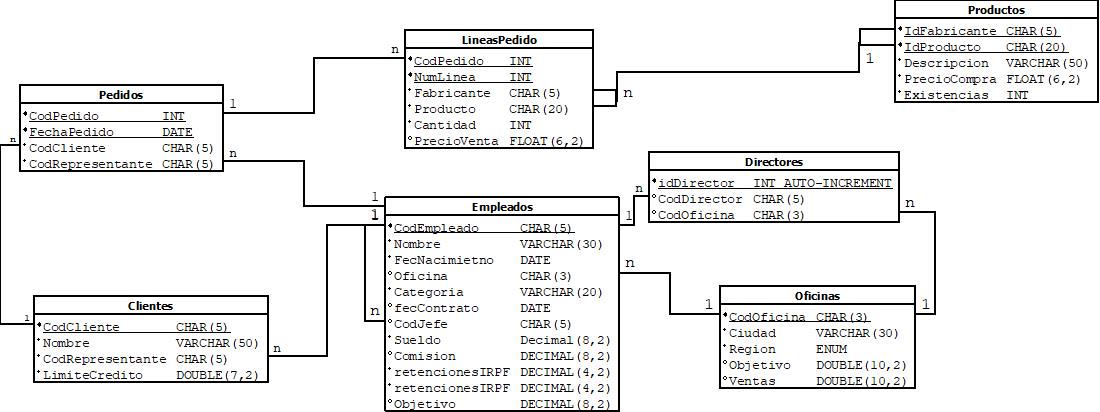 Productos
IdFabricante CHAR(5)
IdProducto CHAR(20)
Descripcion VARCHAR(50)
PrecioCompra FLOAT(6,2)
Existencias INT
LineasPedido
CodPedido INT
NumLinea INT
Fabricante CHAR(5)
Producto CHAR(20)
Cantidad INT
PrecioVenta FLOAT(6,2)
n
1
n
Pedidos
CodPedido INT
FechaPedido DATE
CodCliente CHAR(5)
CodRepresentante CHAR(5)
1
n
n
Directores
idDirector INT AUTO-INCREMENT
CodDirector CHAR(5)
CodOficina CHAR(3)
n
n
Empleados
CodEmpleado CHAR(5)
Nombre VARCHAR(30)
FecNacimietno DATE
Oficina CHAR(3)
Categoria VARCHAR(20)
fecContrato DATE
CodJefe CHAR(5)
Sueldo Decimal(8,2)
Comision DECIMAL(8,2)
retencionesIRPF DECIMAL(4,2)
retencionesIRPF DECIMAL(4,2)
Objetivo DECIMAL(8,2)
1
1
1
n
n
Clientes
CodCliente CHAR(5)
Nombre VARCHAR(50)
CodRepresentante CHAR(5)
LimiteCredito DOUBLE(7,2)
1
n
Oficinas
CodOficina CHAR(3)
Ciudad VARCHAR(30)
Region ENUM
Objetivo DOUBLE(10,2)
Ventas DOUBLE(10,2)
1
1